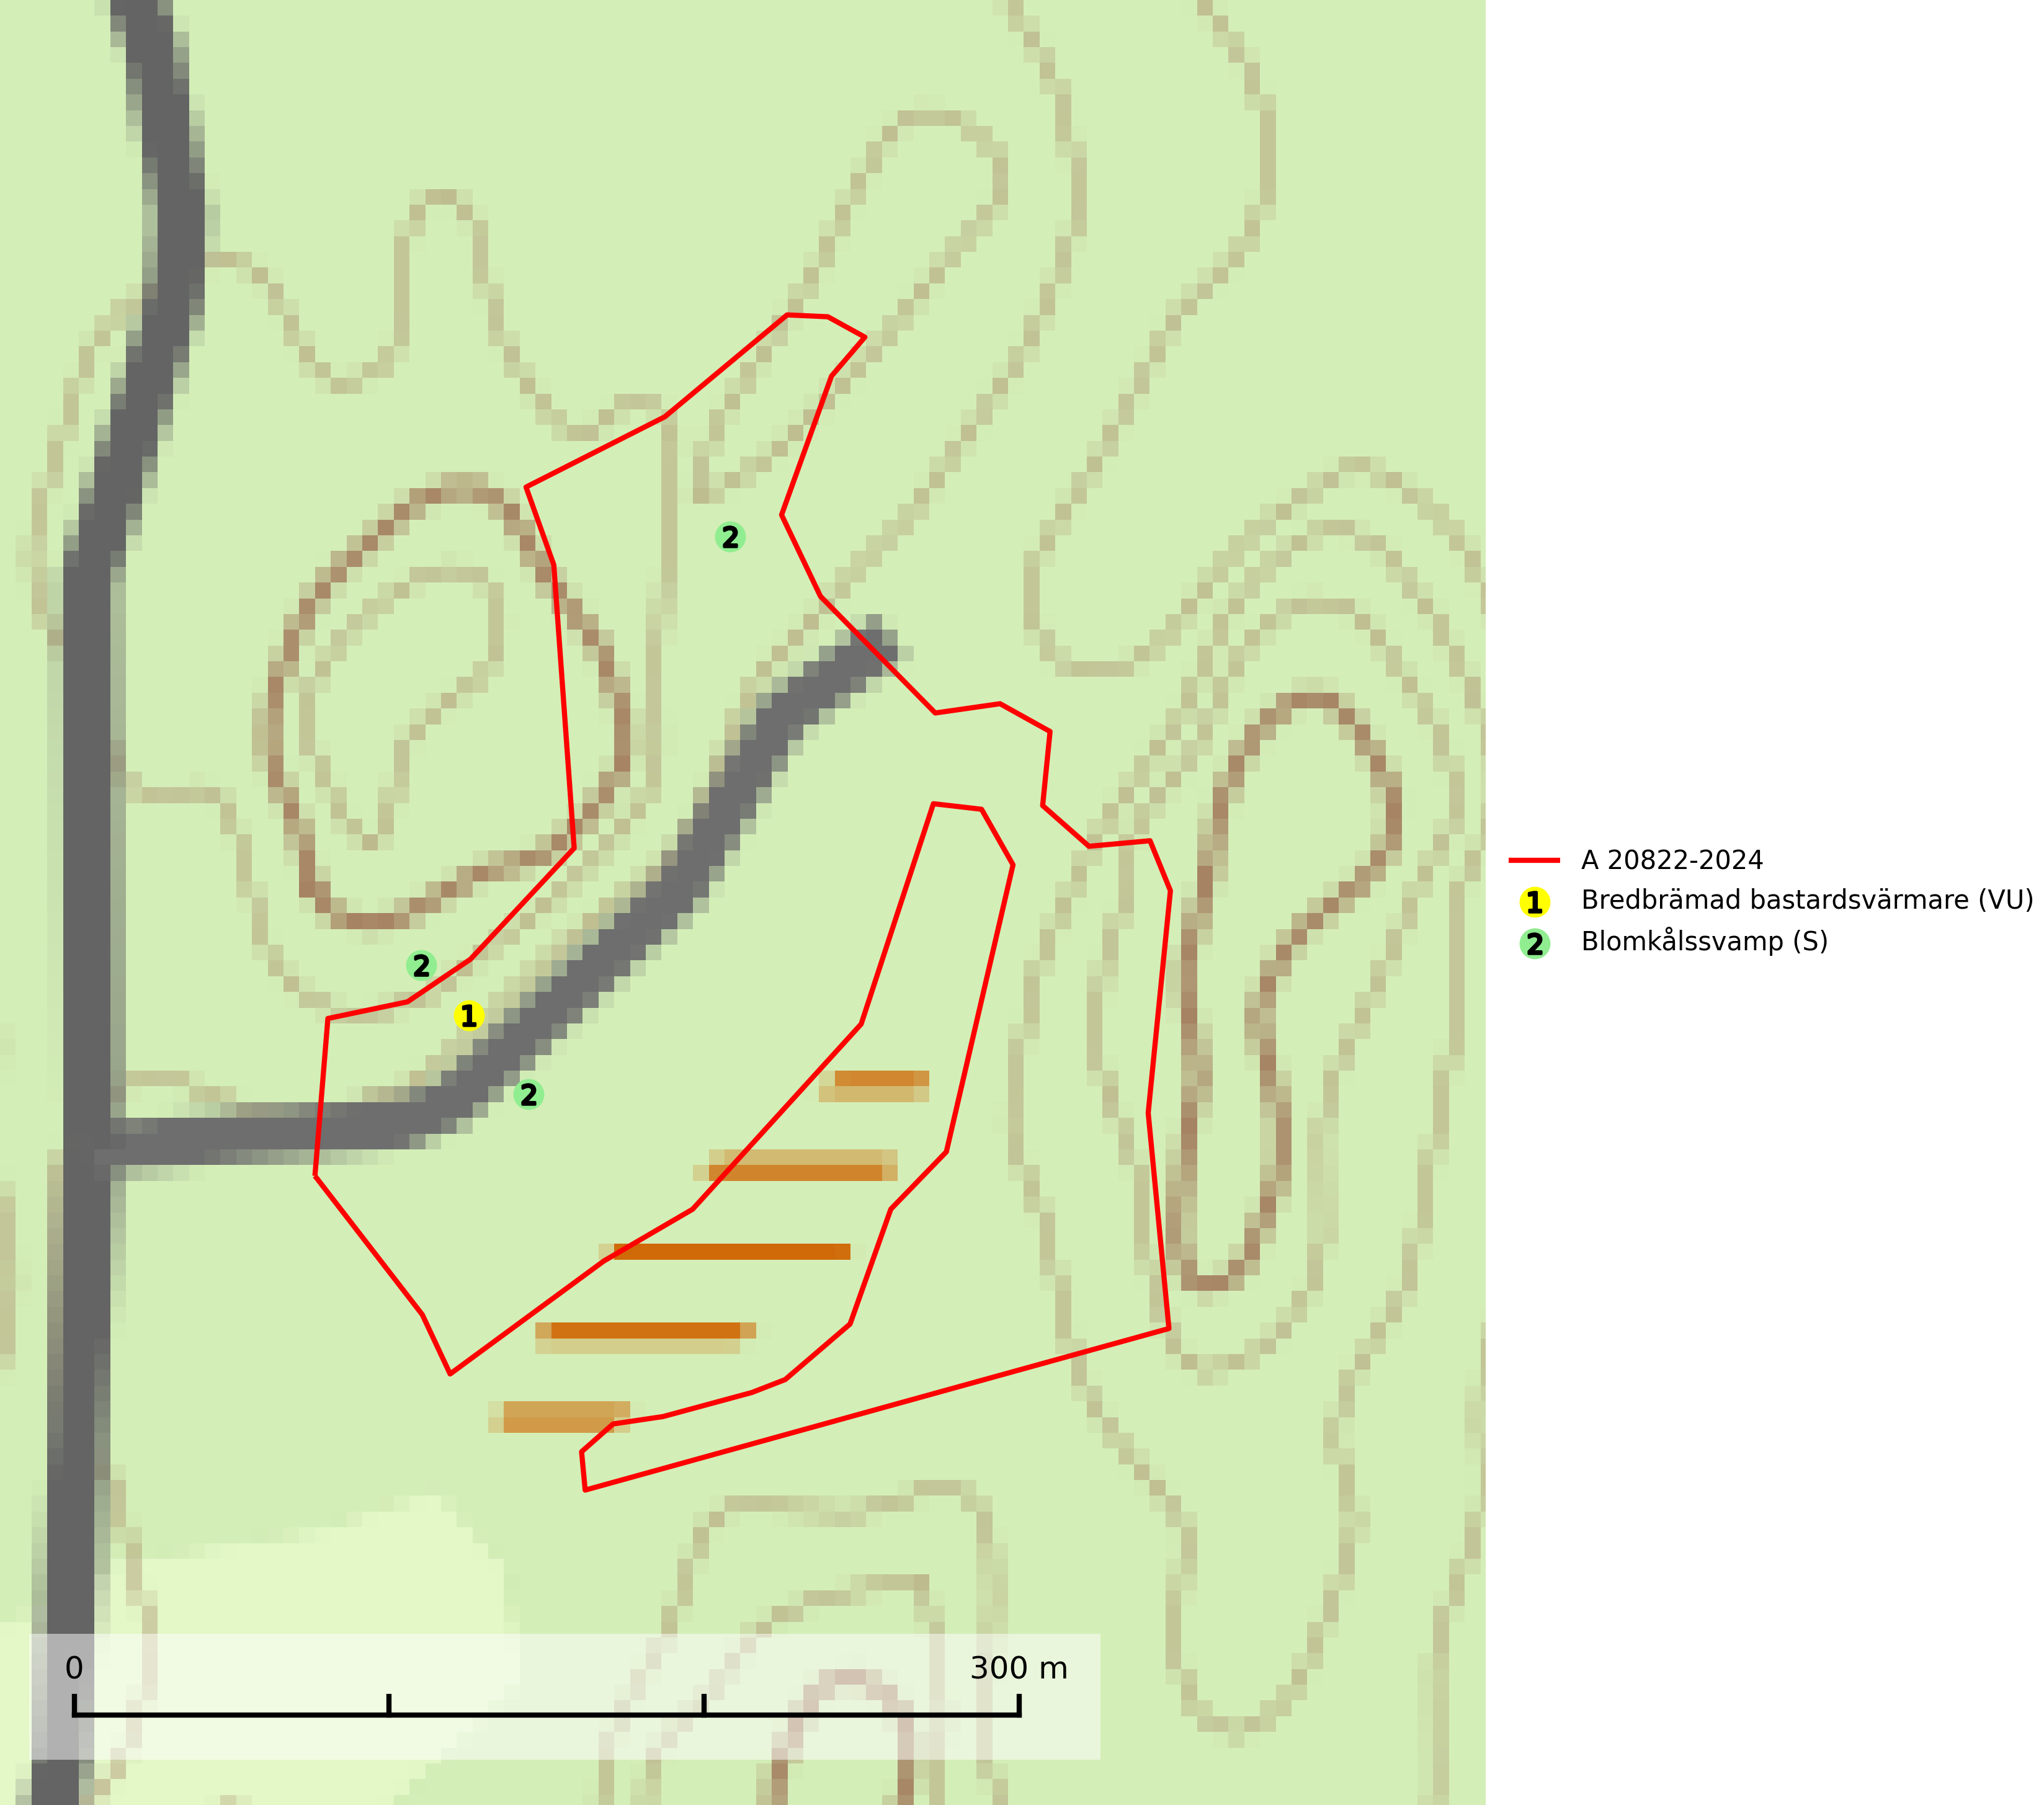 2
2
1
2
A 20822-2024
1 Bredbrämad bastardsvärmare (VU)
2 Blomkålssvamp (S)
0 300 m